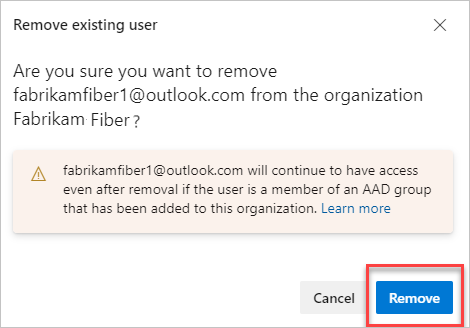 Remove existing user
Are you sure you want to remove
fabrikamfiber1@outlook.com from the organization
Fabrikam Fiber?
fabrikamfiber1@outlook.com will continue to have access
even after removal if the user is a member of an AAD group
that has been added to this organization. Learn more
Cancel
Remove